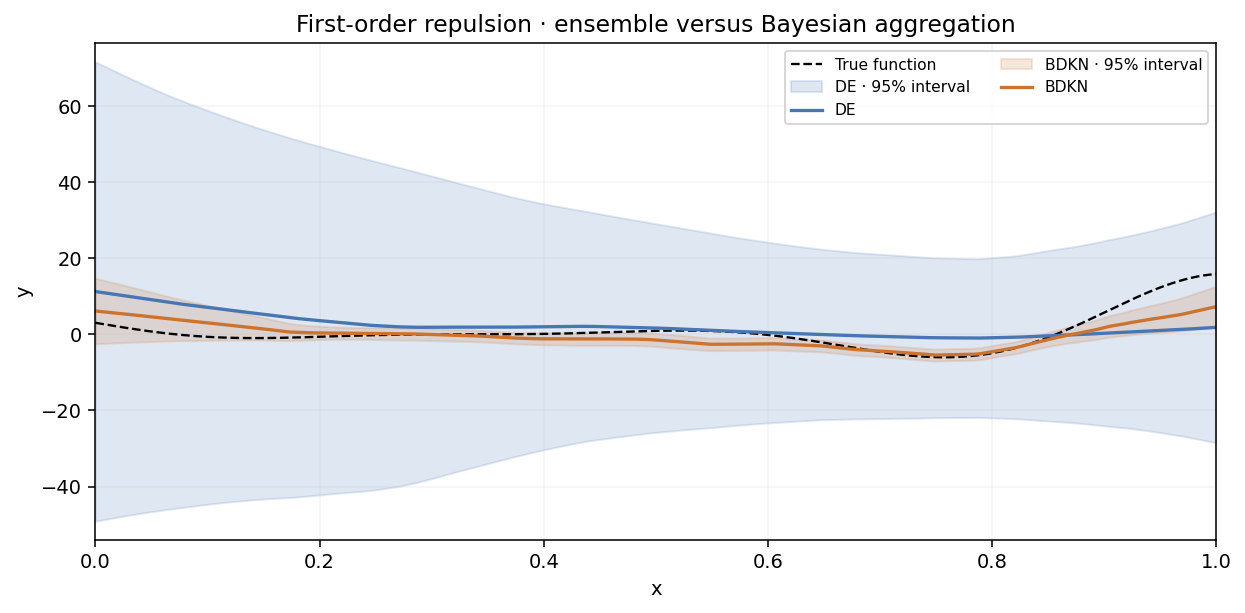 First-order repulsion · ensemble versus Bayesian aggregation
True function
DE · 95% interval
DE
BDKN · 95% interval
BDKN
y
60
40
20
0
−20
−40
0.0 0.2 0.4 0.6 0.8 1.0
x